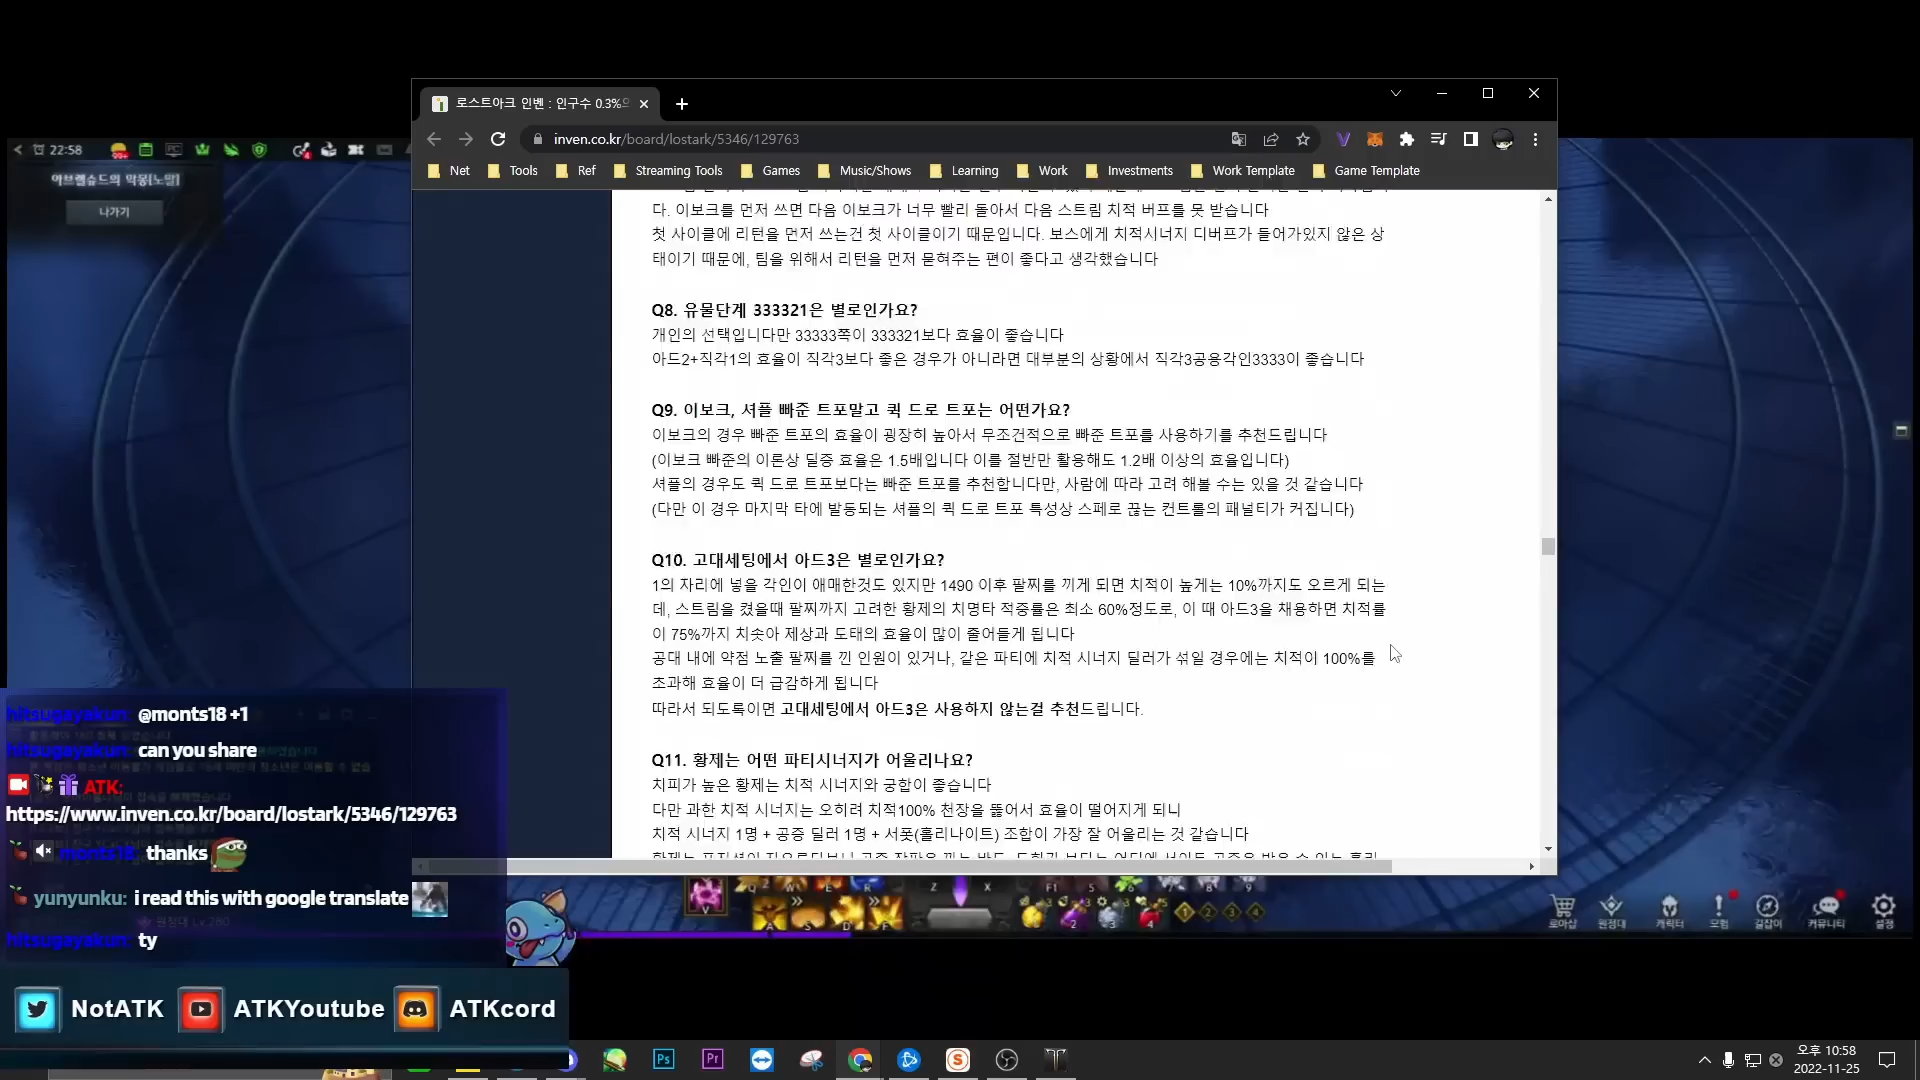 로스트아크 인벤 : 인구수 0.3%으
inven.co.kr/board/lostark/5346/129763
Net Tools Ref Streaming Tools Games Music/Shows Learning Work Investments Work Template Game Template
22:58
99+
나가기
다. 이보크를 먼저 쓰면 다음 이보크가 너무 빨리 돌아서 다음 스트림 치적 버프를 못 받습니다
첫 사이클에 리턴을 먼저 쓰는건 첫 사이클이기 때문입니다. 보스에게 치적시너지 디버프가 들어가있지 않은 상
태이기 때문에, 팀을 위해서 리턴을 먼저 묻혀주는 편이 좋다고 생각했습니다
Q8. 유물단계 333321은 별로인가요?
개인의 선택입니다만 33333쪽이 333321보다 효율이 좋습니다
아드2+직각1의 효율이 직각3보다 좋은 경우가 아니라면 대부분의 상황에서 직각3공용각인3333이 좋습니다
Q9. 이보크, 셔플 빠준 트포말고 퀵 드로 트포는 어떤가요?
이보크의 경우 빠준 트포의 효율이 굉장히 높아서 무조건적으로 빠준 트포를 사용하기를 추천드립니다
(이보크 빠준의 이론상 딜증 효율은 1.5배입니다 이를 절반만 활용해도 1.2배 이상의 효율입니다)
셔플의 경우도 퀵 드로 트포보다는 빠준 트포를 추천합니다만, 사람에 따라 고려 해볼 수는 있을 것 같습니다
(다만 이 경우 마지막 타에 발동되는 셔플의 퀵 드로 트포 특성상 스페로 끊는 컨트롤의 패널티가 커집니다)
Q10. 고대세팅에서 아드3은 별로인가요?
1의 자리에 넣을 각인이 애매한것도 있지만 1490 이후 팔찌를 끼게 되면 치적이 높게는 10%까지도 오르게 되는
데, 스트림을 켰을때 팔찌까지 고려한 황제의 치명타 적중률은 최소 60%정도로, 이 때 아드3을 채용하면 치적률
이 75%까지 치솟아 제상과 도태의 효율이 많이 줄어들게 됩니다
공대 내에 약점 노출 팔찌를 낀 인원이 있거나, 같은 파티에 치적 시너지 딜러가 섞일 경우에는 치적이 100%를
초과해 효율이 더 급감하게 됩니다
따라서 되도록이면 고대세팅에서 아드3은 사용하지 않는걸 추천드립니다.
Q11. 황제는 어떤 파티시너지가 어울리나요?
치피가 높은 황제는 치적 시너지와 궁합이 좋습니다
다만 과한 치적 시너지는 오히려 치적100% 천장을 뚫어서 효율이 떨어지게 되니
치적 시너지 1명 + 공증 딜러 1명 + 서폿(홀리나이트) 조합이 가장 잘 어울리는 것 같습니다
hitsugayakun: @monts18 +1
hitsugayakun: can you share
ATK:
https://www.inven.co.kr/board/lostark/5346/129763
monts18: thanks
yunyunku: i read this with google translate
hitsugayakun: ty
로아샵 원정대 캐릭터 모험 길잡이 커뮤니티 설정
NotATK ATKYoutube ATKcord
Ps Pr
오후 10:58
2022-11-25